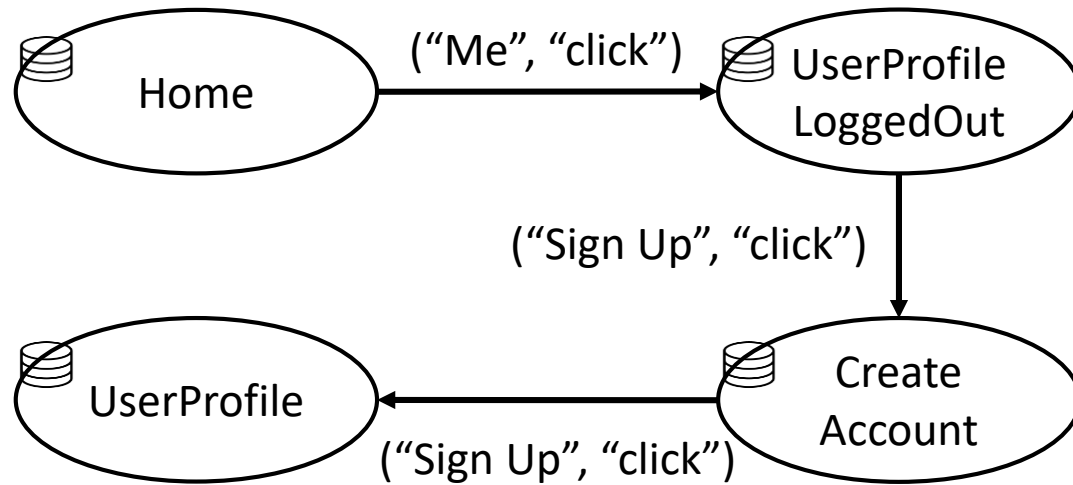 Home
(“Me”, “click”)
UserProfile
LoggedOut
(“Sign Up”, “click”)
Create
Account
(“Sign Up”, “click”)
UserProfile